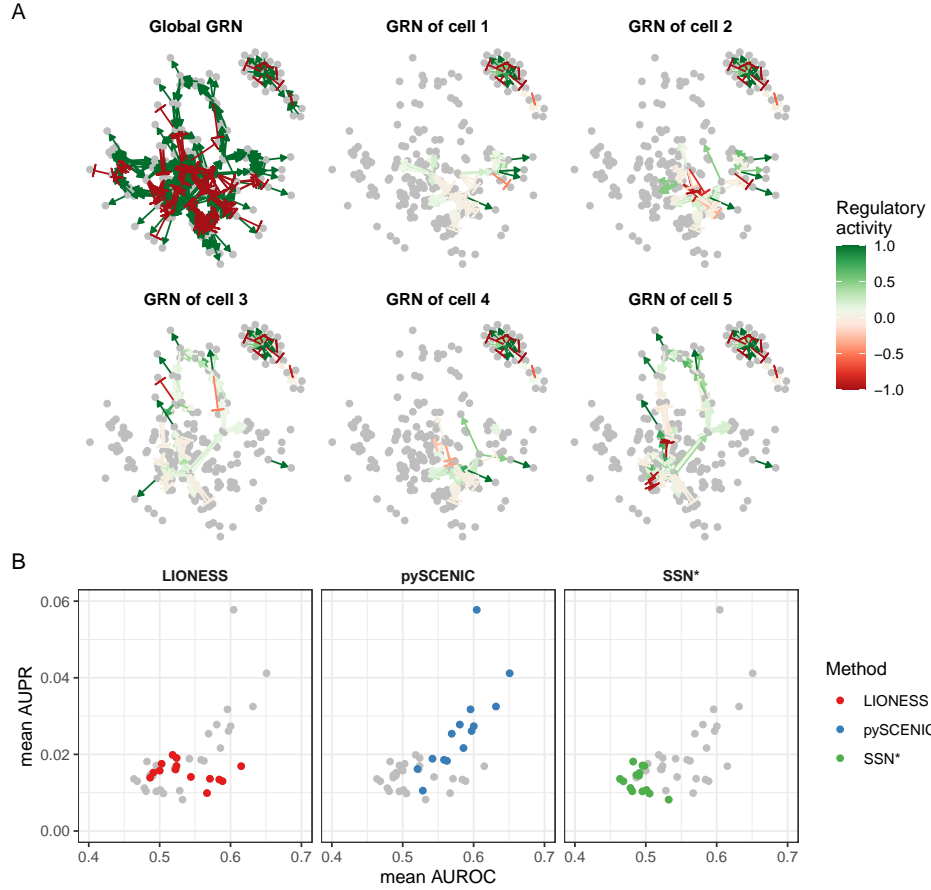 A
Global GRN
GRN of cell 1
GRN of cell 2
GRN of cell 3
GRN of cell 4
GRN of cell 5
Regulatory
activity
1.0
0.5
0.0
−0.5
−1.0
B
LIONESS
pySCENIC
SSN*
mean AUPR
0.06
0.04
0.02
0.00
0.4 0.5 0.6 0.7
0.4 0.5 0.6 0.7
0.4 0.5 0.6 0.7
mean AUROC
Method
LIONESS
pySCENIC
SSN*